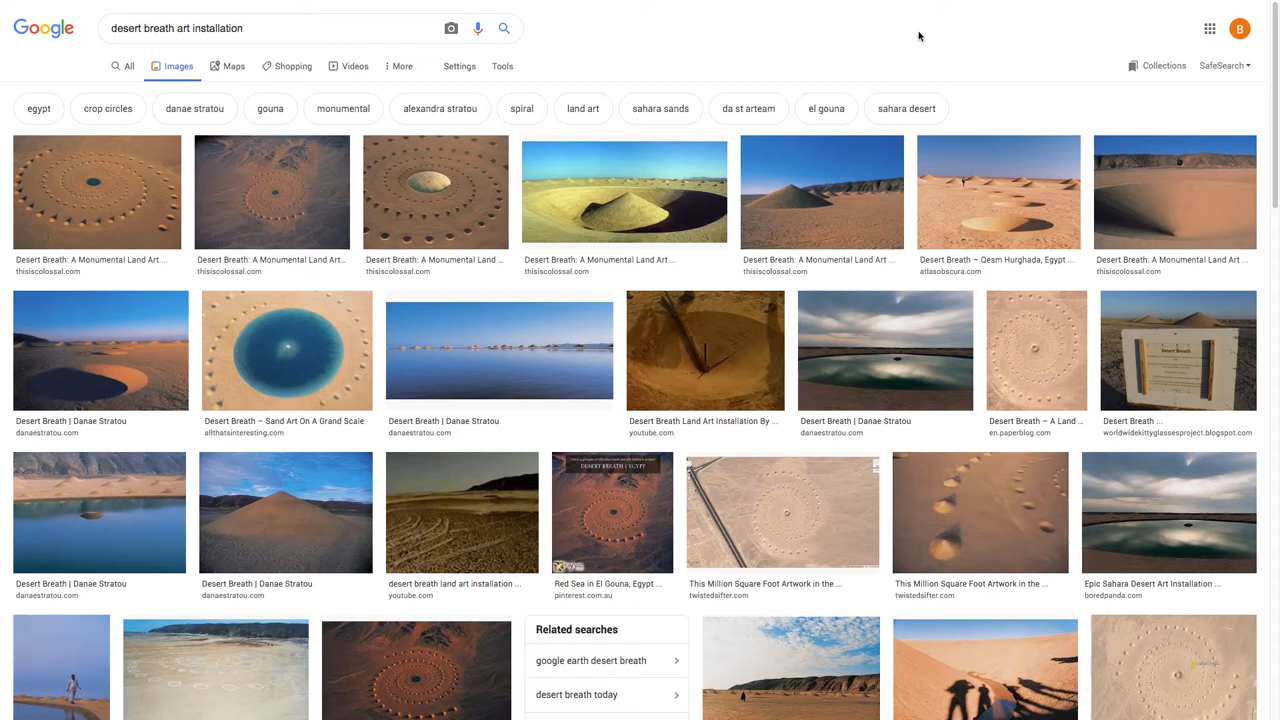 Google
desert breath art installation
B
All Images Maps Shopping Videos More Settings Tools
Collections SafeSearch
egypt crop circles danae stratou gouna monumental alexandra stratou spiral land art sahara sands da st arteam el gouna sahara desert
Desert Breath: A Monumental Land Art ...
thisiscolossal.com
Desert Breath: A Monumental Land Art...
thisiscolossal.com
Desert Breath: A Monumental Land ...
thisiscolossal.com
Desert Breath: A Monumental Land Art ...
thisiscolossal.com
Desert Breath: A Monumental Land Art ...
thisiscolossal.com
Desert Breath – Qesm Hurghada, Egypt ...
atlasobscura.com
Desert Breath: A Monumental Land Art ...
thisiscolossal.com
Desert Breath
Desert Breath | Danae Stratou
danaestratou.com
Desert Breath – Sand Art On A Grand Scale
allthatsinteresting.com
Desert Breath | Danae Stratou
danaestratou.com
Desert Breath Land Art Installation By ...
youtube.com
Desert Breath | Danae Stratou
danaestratou.com
Desert Breath – A Land ...
en.paperblog.com
Desert Breath ...
worldwidekittyglassesproject.blogspot.com
DESERT BREATH | EGYPT
Desert Breath | Danae Stratou
danaestratou.com
Desert Breath | Danae Stratou
danaestratou.com
desert breath land art installation ...
youtube.com
Red Sea in El Gouna, Egypt ...
pinterest.com.au
This Million Square Foot Artwork in the ...
twistedsifter.com
This Million Square Foot Artwork in the ...
twistedsifter.com
Epic Sahara Desert Art Installation ...
boredpanda.com
Related searches
google earth desert breath
desert breath today